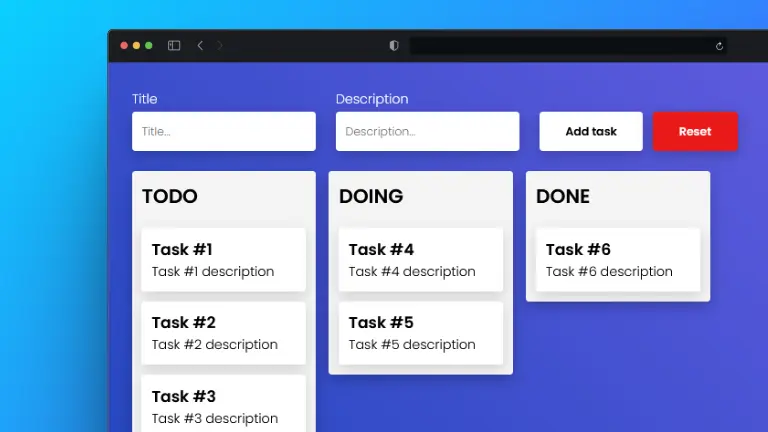 Title
Description
Title...
Description...
Add task
Reset
TODO
Task #1
Task #1 description
Task #2
Task #2 description
Task #3
Task #3 description
DOING
Task #4
Task #4 description
Task #5
Task #5 description
DONE
Task #6
Task #6 description